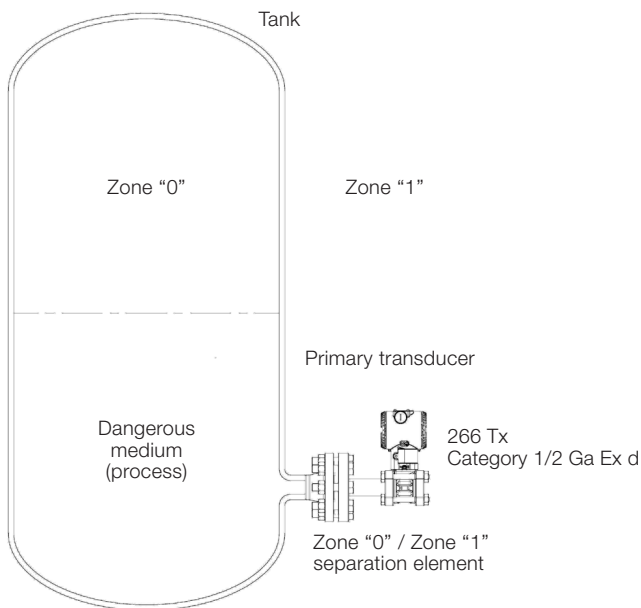 Tank
Zone “0”
Zone “1”
Primary transducer
Dangerous
medium
(process)
266 Tx
Category 1/2 Ga Ex d
Zone “0” / Zone “1”
separation element